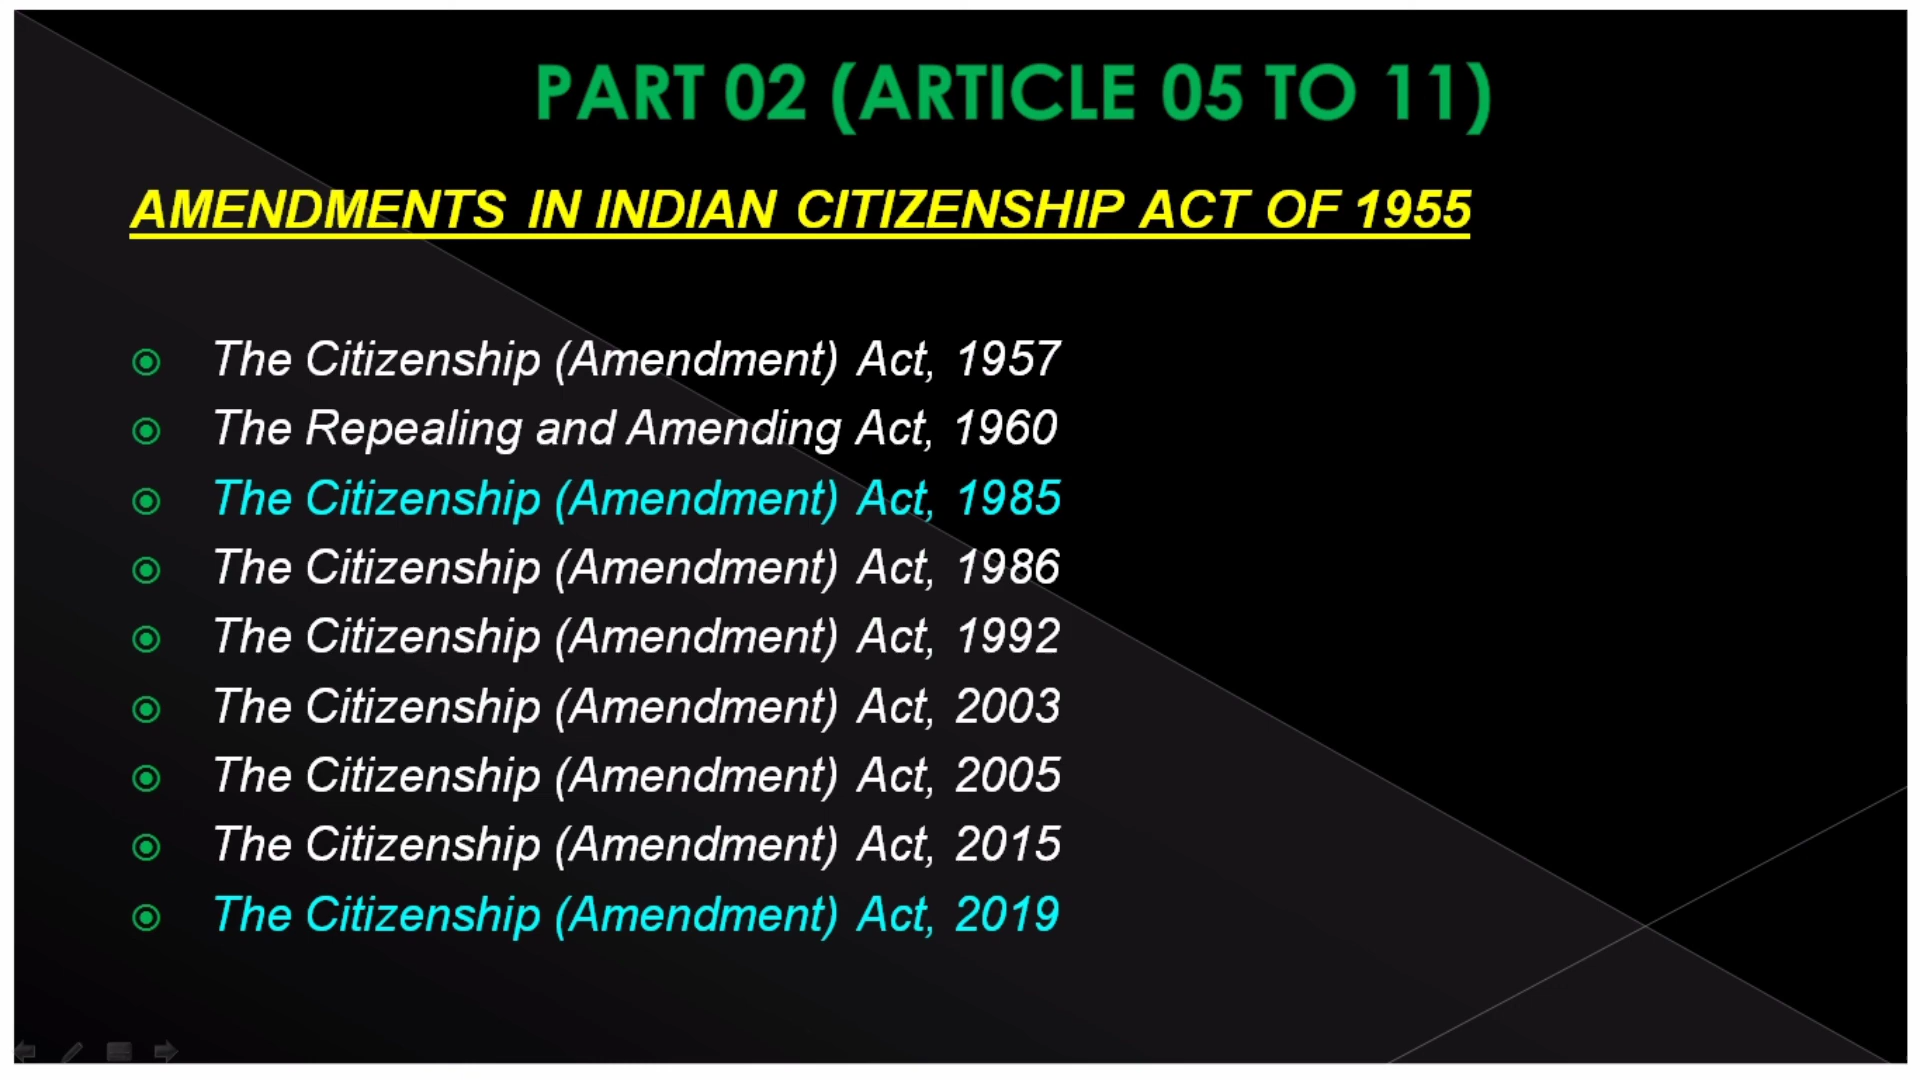 PART 02 (ARTICLE 05 TO 11)
AMENDMENTS IN INDIAN CITIZENSHIP ACT OF 1955
The Citizenship (Amendment) Act, 1957
The Repealing and Amending Act, 1960
The Citizenship (Amendment) Act, 1985
The Citizenship (Amendment) Act, 1986
The Citizenship (Amendment) Act, 1992
The Citizenship (Amendment) Act, 2003
The Citizenship (Amendment) Act, 2005
The Citizenship (Amendment) Act, 2015
The Citizenship (Amendment) Act, 2019